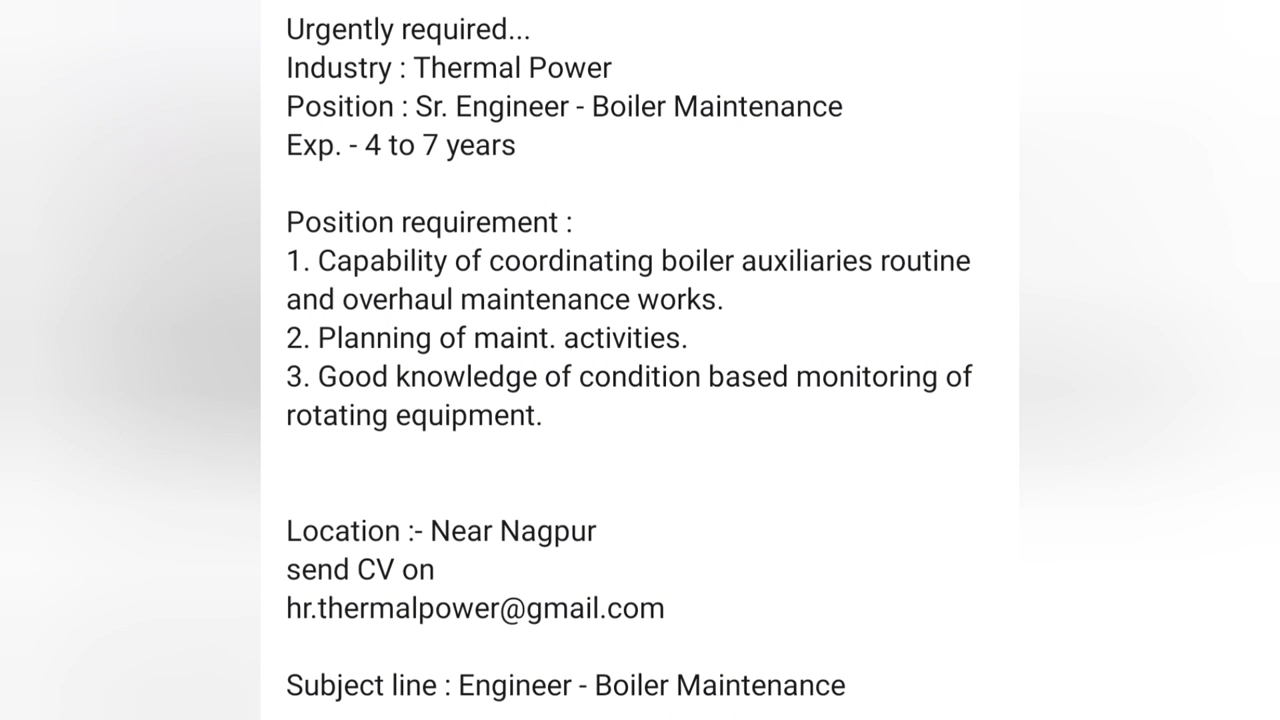 Urgently required...
Industry : Thermal Power
Position : Sr. Engineer - Boiler Maintenance
Exp. - 4 to 7 years
Position requirement :
1. Capability of coordinating boiler auxiliaries routine
and overhaul maintenance works.
2. Planning of maint. activities.
3. Good knowledge of condition based monitoring of
rotating equipment.
Location :- Near Nagpur
send CV on
hr.thermalpower@gmail.com
Subject line : Engineer - Boiler Maintenance